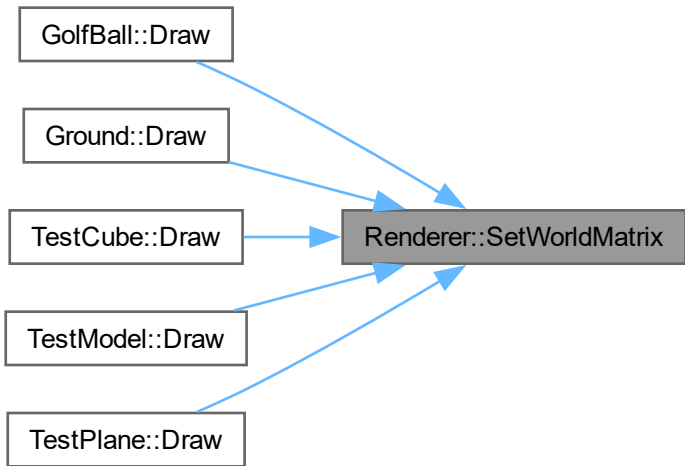 GolfBall::Draw
Ground::Draw
TestCube::Draw
Renderer::SetWorldMatrix
TestModel::Draw
TestPlane::Draw